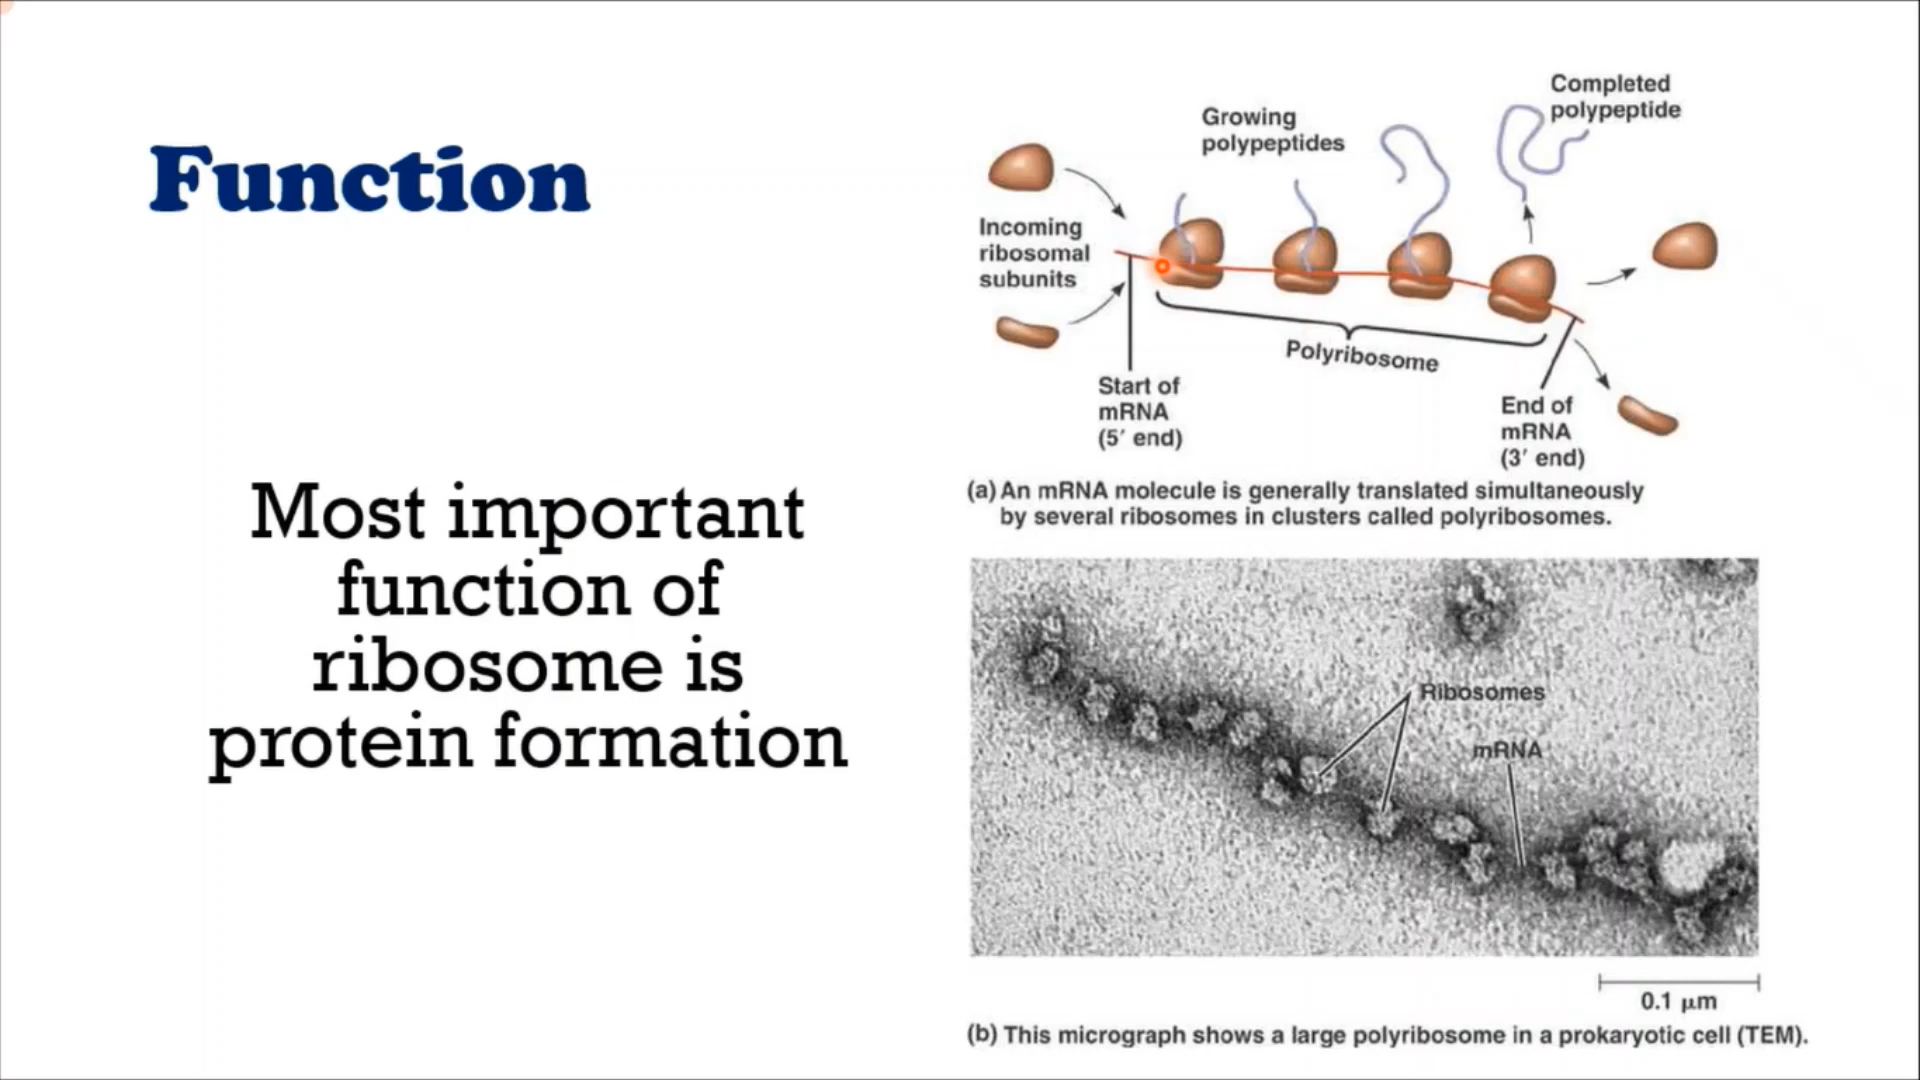 Function
Most important
function of
ribosome is
protein formation
Completed
polypeptide
Growing
polypeptides
Incoming
ribosomal
subunits
Polyribosome
Start of
mRNA
(5′ end)
End of
mRNA
(3′ end)
(a) An mRNA molecule is generally translated simultaneously
by several ribosomes in clusters called polyribosomes.
Ribosomes
mRNA
0.1 μm
(b) This micrograph shows a large polyribosome in a prokaryotic cell (TEM).